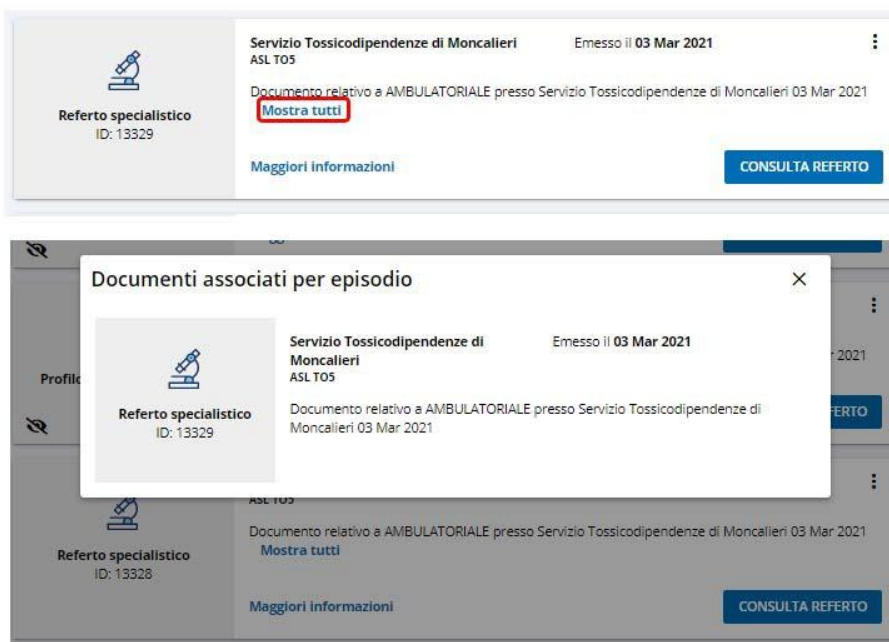 Servizio Tossicodipendenze di Moncalieri
Emesso il 03 Mar 2021
ASL TO5
Documento relativo a AMBULATORIALE presso Servizio Tossicodipendenze di Moncalieri 03 Mar 2021
Mostra tutti
Referto specialistico
ID: 13329
Maggiori informazioni
CONSULTA REFERTO
Documenti associati per episodio
Servizio Tossicodipendenze di
Moncalieri
Emesso il 03 Mar 2021
ASL TO5
2021
Referto specialistico
ID: 13329
Documento relativo a AMBULATORIALE presso Servizio Tossicodipendenze di
Moncalieri 03 Mar 2021
ASL TO5
Documento relativo a AMBULATORIALE presso Servizio Tossicodipendenze di Moncalieri 03 Mar 2021
Mostra tutti
Referto specialistico
ID: 13328
Maggiori informazioni
CONSULTA REFERTO